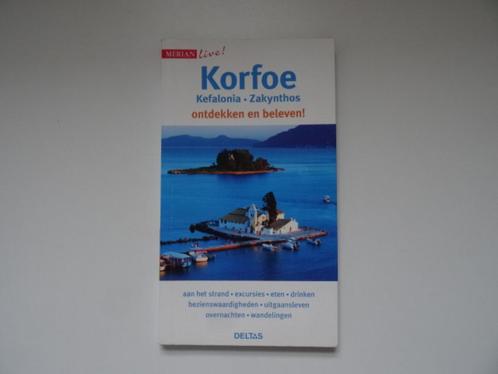 MERIAN live!
Korfoe
Kefalonia • Zakynthos
ontdekken en beleven!
aan het strand • excursies • eten • drinken
bezienswaardigheden • uitgaansleven
overnachten • wandelingen
DELTAS